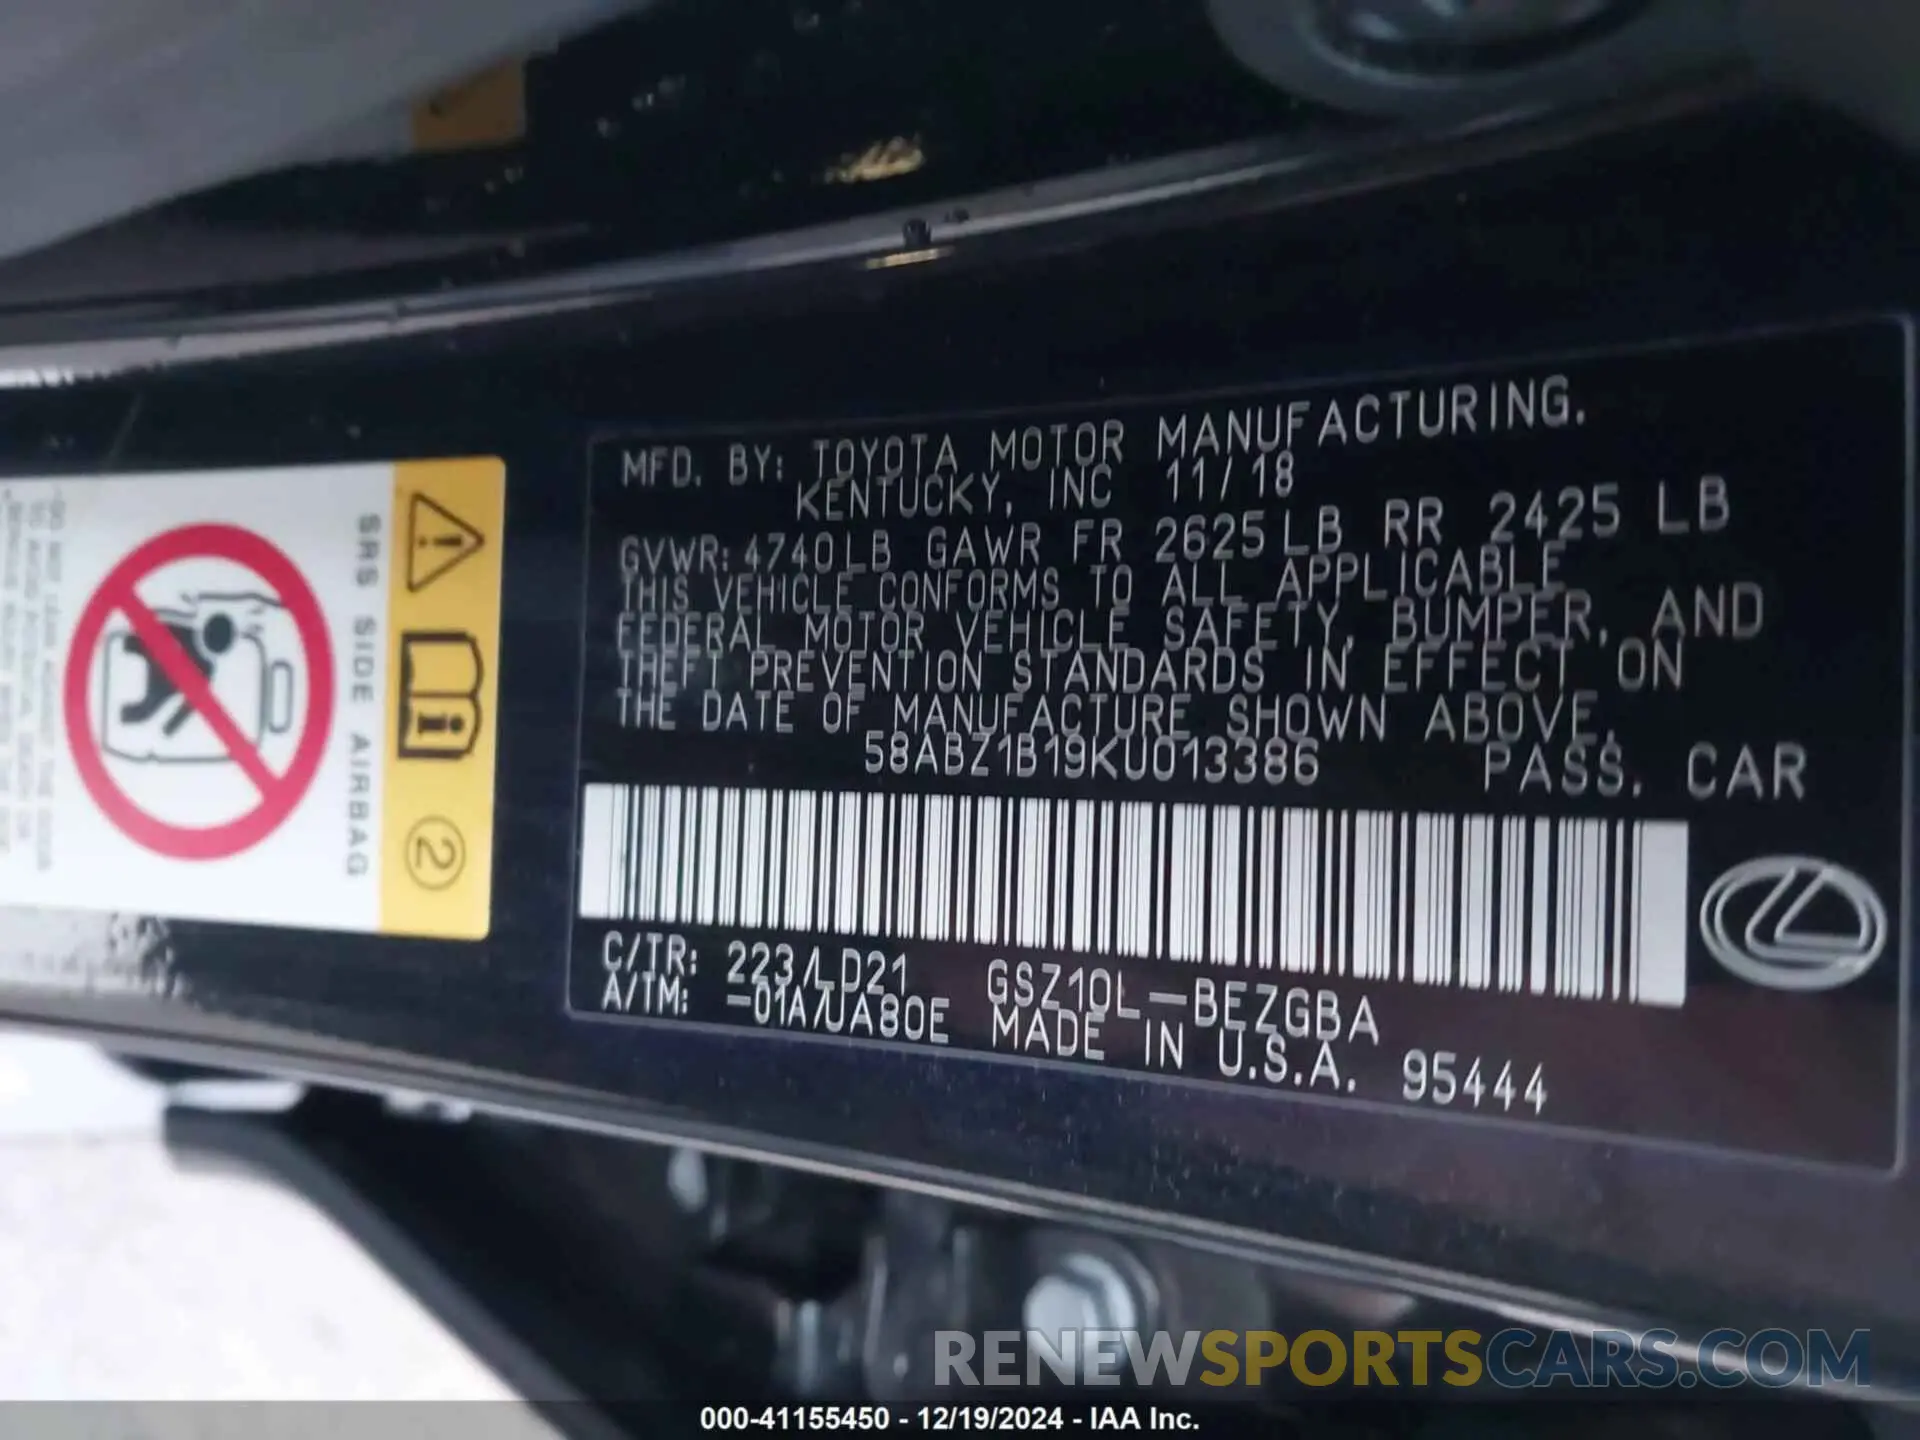 MFD. BY: TOYOTA MOTOR MANUFACTURING.
KENTUCKY, INC 11/18
GVWR: 4740LB GAWR FR 2625LB RR 2425 LB
THIS VEHICLE CONFORMS TO ALL APPLICABLE
FEDERAL MOTOR VEHICLE SAFETY, BUMPER, AND
THEFT PREVENTION STANDARDS IN EFFECT ON
THE DATE OF MANUFACTURE SHOWN ABOVE.
58ABZ1B19KU013386 PASS. CAR
C/TR: 223/LD21 GSZ10L-BEZGBA
A/TM: -01A/UA80E MADE IN U.S.A. 95444
SRS SIDE AIRBAG
2
RENEWSPORTSCARS.COM
000-41155450 - 12/19/2024 - IAA Inc.